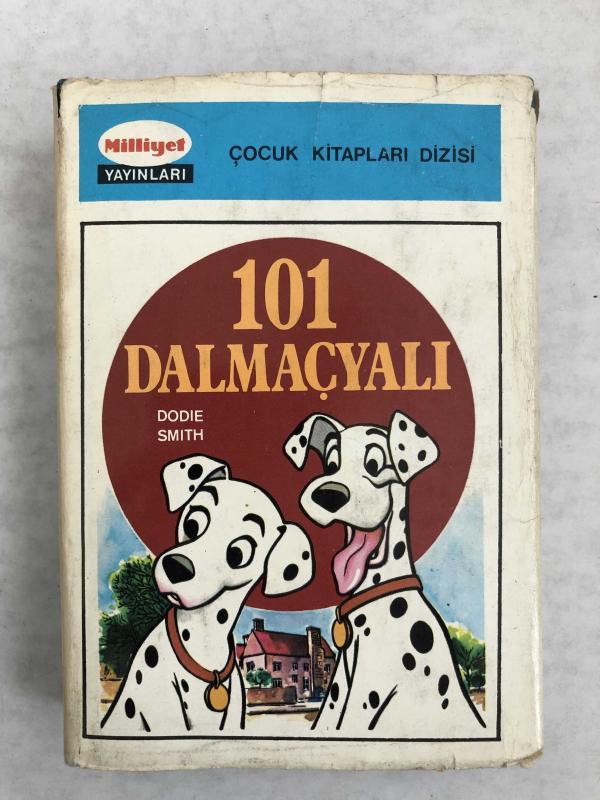 Milliyet
YAYINLARI
ÇOCUK KİTAPLARI DİZİSİ
101
DALMAÇYALI
DODIE
SMITH